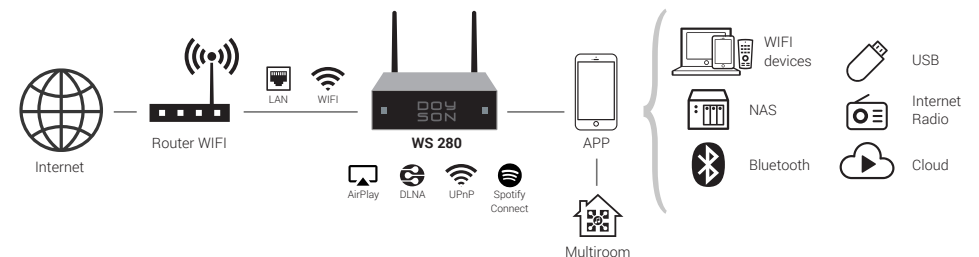 Internet
Router WIFI
LAN
WIFI
DOY
SON
WS 280
AirPlay
DLNA
UPnP
Spotify
Connect
APP
Multiroom
WIFI
devices
USB
NAS
Internet
Radio
Bluetooth
Cloud